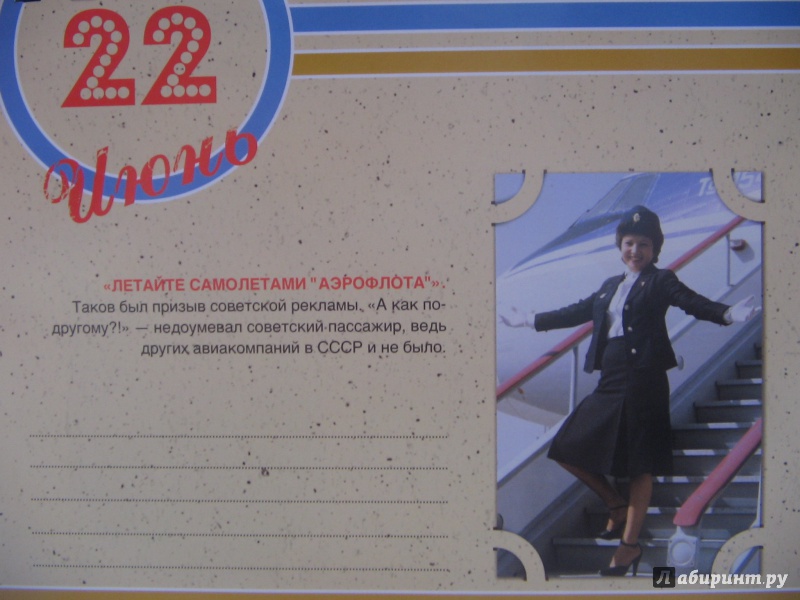 22
Июнь
«ЛЕТАЙТЕ САМОЛЕТАМИ "АЭРОФЛОТА"».
Таков был призыв советской рекламы. «А как по-
другому?!» — недоумевал советский пассажир, ведь
других авиакомпаний в СССР и не было.
Лабиринт.ру